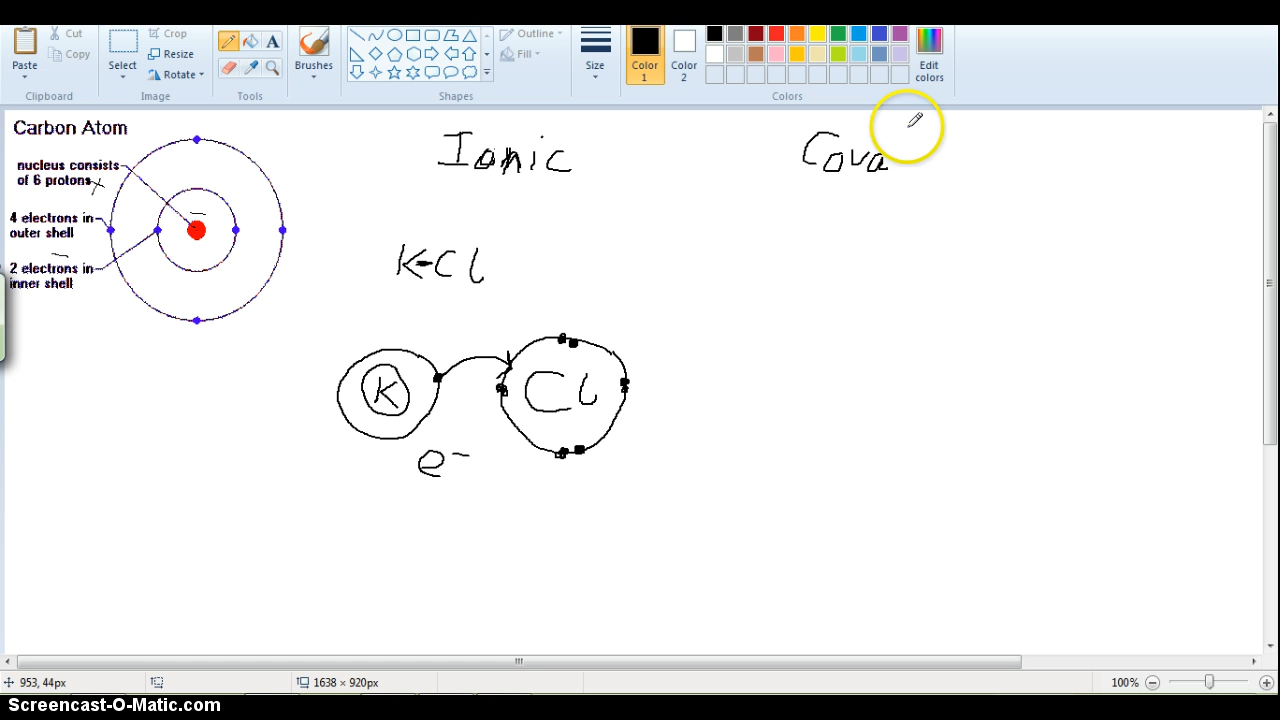 Cut
Copy
Paste
Clipboard
Crop
Resize
Rotate
Select
Image
A
Tools
Brushes
Outline
Fill
Shapes
Size
Color 1
Color 2
Edit colors
Colors
Carbon Atom
nucleus consists
of 6 protons
4 electrons in
outer shell
2 electrons in
inner shell
Ionic
Cova
K-Cl
K
Cl
e-
953, 44px
1638 × 920px
100%
Screencast-O-Matic.com